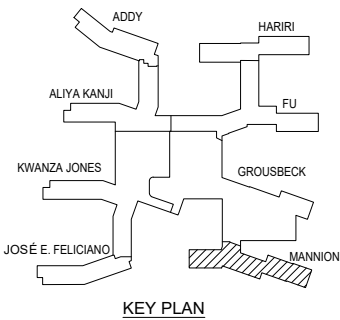 ADDY
HARIRI
ALIYA KANJI
FU
KWANZA JONES
GROUSBECK
JOSÉ E. FELICIANO
MANNION
KEY PLAN